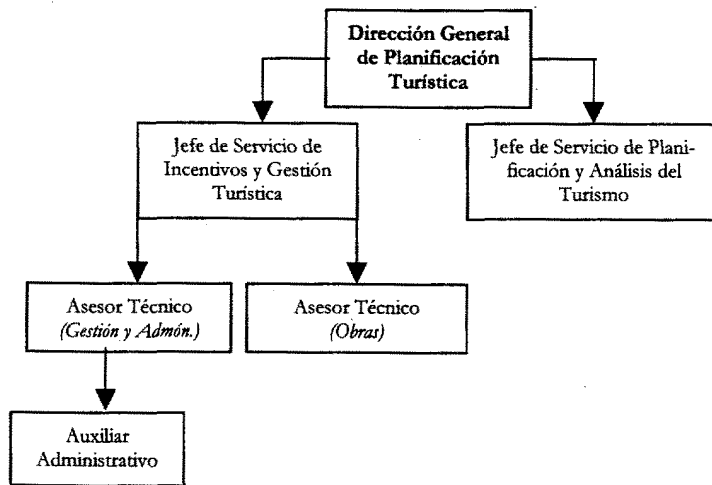 Dirección General
de Planificación
Turística
Jefe de Servicio de
Incentivos y Gestión
Turística
Jefe de Servicio de Plani-
ficación y Análisis del
Turismo
Asesor Técnico
(Gestión y Admón.)
Asesor Técnico
(Obras)
Auxiliar
Administrativo